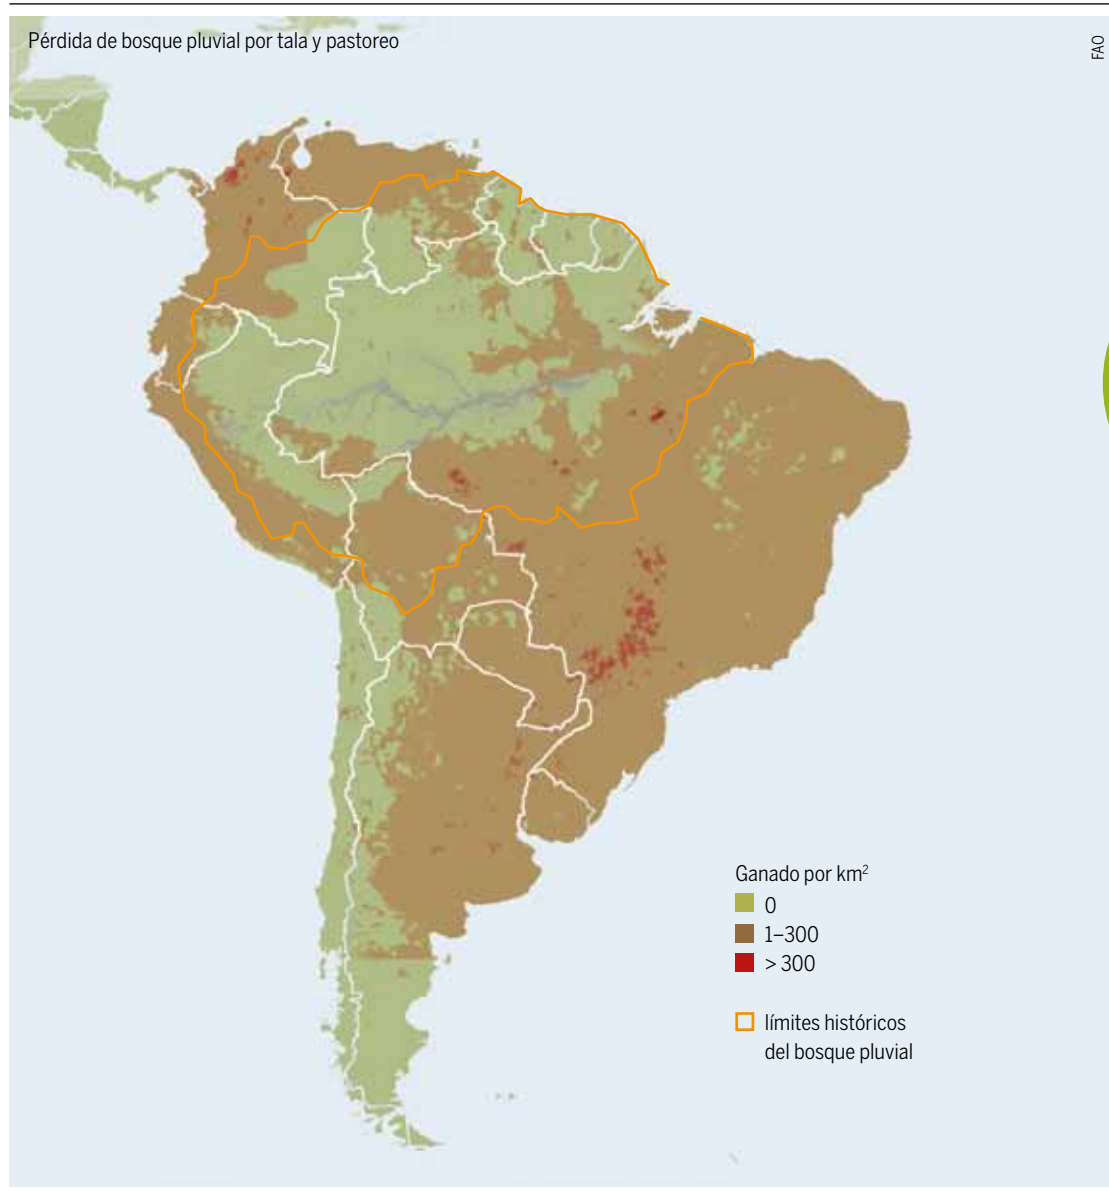 Pérdida de bosque pluvial por tala y pastoreo
FAO
Ganado por km²
0
1–300
> 300
límites históricos
del bosque pluvial